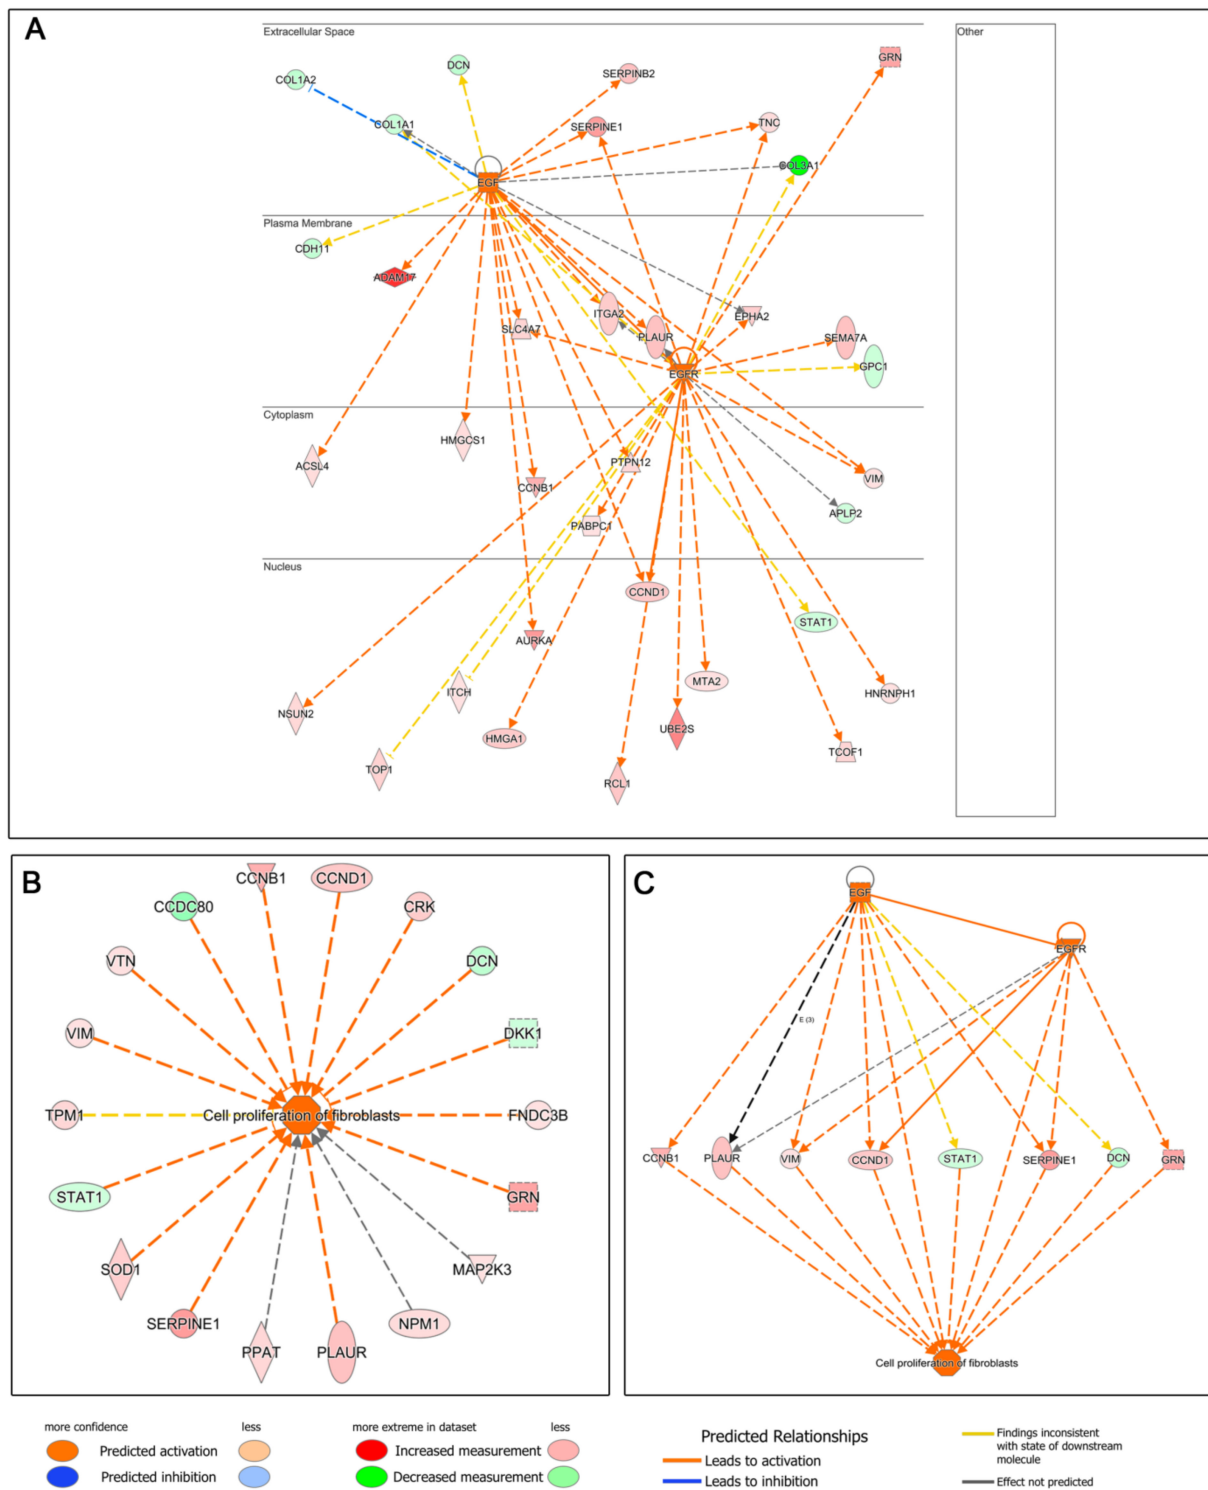 A
Extracellular Space
Other
COL1A2
DCN
SERPINB2
GRN
COL1A1
SERPINE1
TNC
COL3A1
EGF
Plasma Membrane
CDH11
ADAM17
SLC4A7
ITGA2
PLAUR
EPHA2
SEMA7A
GPC1
EGFR
Cytoplasm
ACSL4
HMGCS1
CCNB1
PTPN12
VIM
PABPC1
APLP2
Nucleus
CCND1
STAT1
AURKA
NSUN2
ITCH
MTA2
HNRNPH1
HMGA1
UBE2S
TCOF1
TOP1
RCL1
B
CCNB1
CCND1
CCDC80
CRK
VTN
DCN
VIM
DKK1
TPM1
Cell proliferation of fibroblasts
FNDC3B
STAT1
GRN
SOD1
MAP2K3
SERPINE1
NPM1
PPAT
PLAUR
C
EGF
EGFR
E (3)
CCNB1
PLAUR
VIM
CCND1
STAT1
SERPINE1
DCN
GRN
Cell proliferation of fibroblasts
more confidence less
Predicted activation
Predicted inhibition
more extreme in dataset less
Increased measurement
Decreased measurement
Predicted Relationships
Leads to activation
Leads to inhibition
Findings inconsistent
with state of downstream
molecule
Effect not predicted